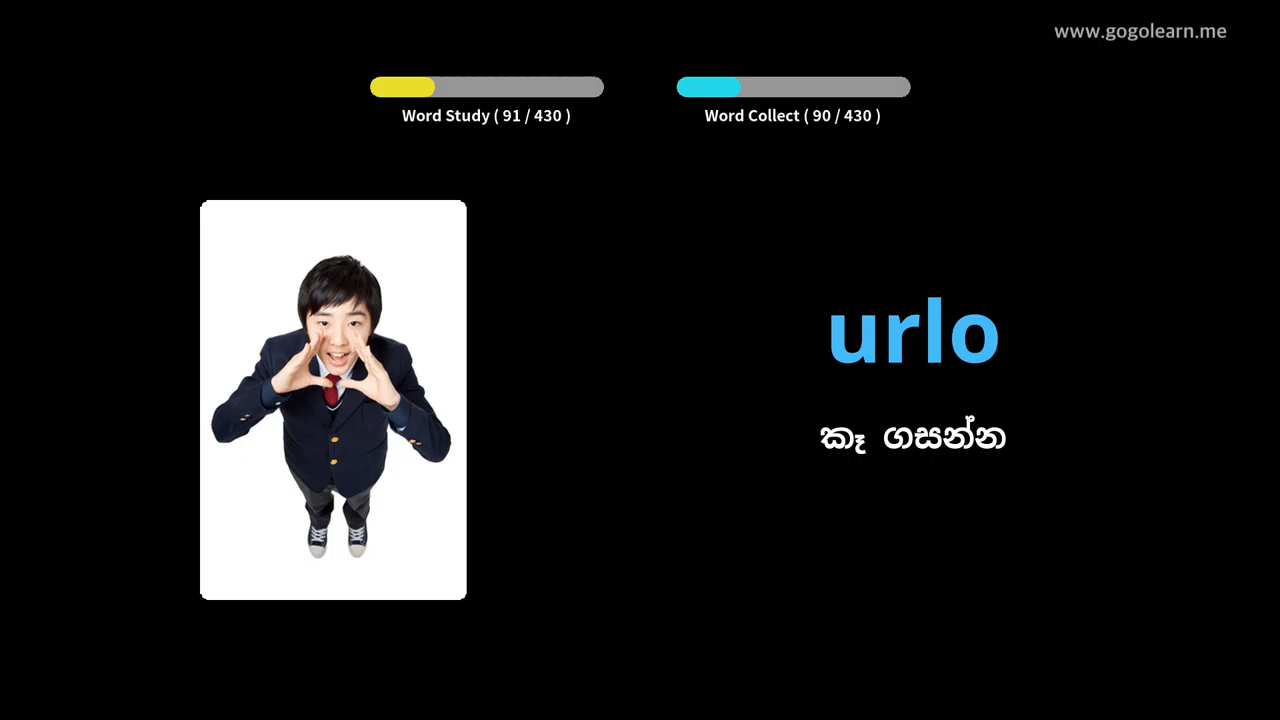 www.gogolearn.me
Word Study ( 91 / 430 )
Word Collect ( 90 / 430 )
urlo
කෑ ගසන්න